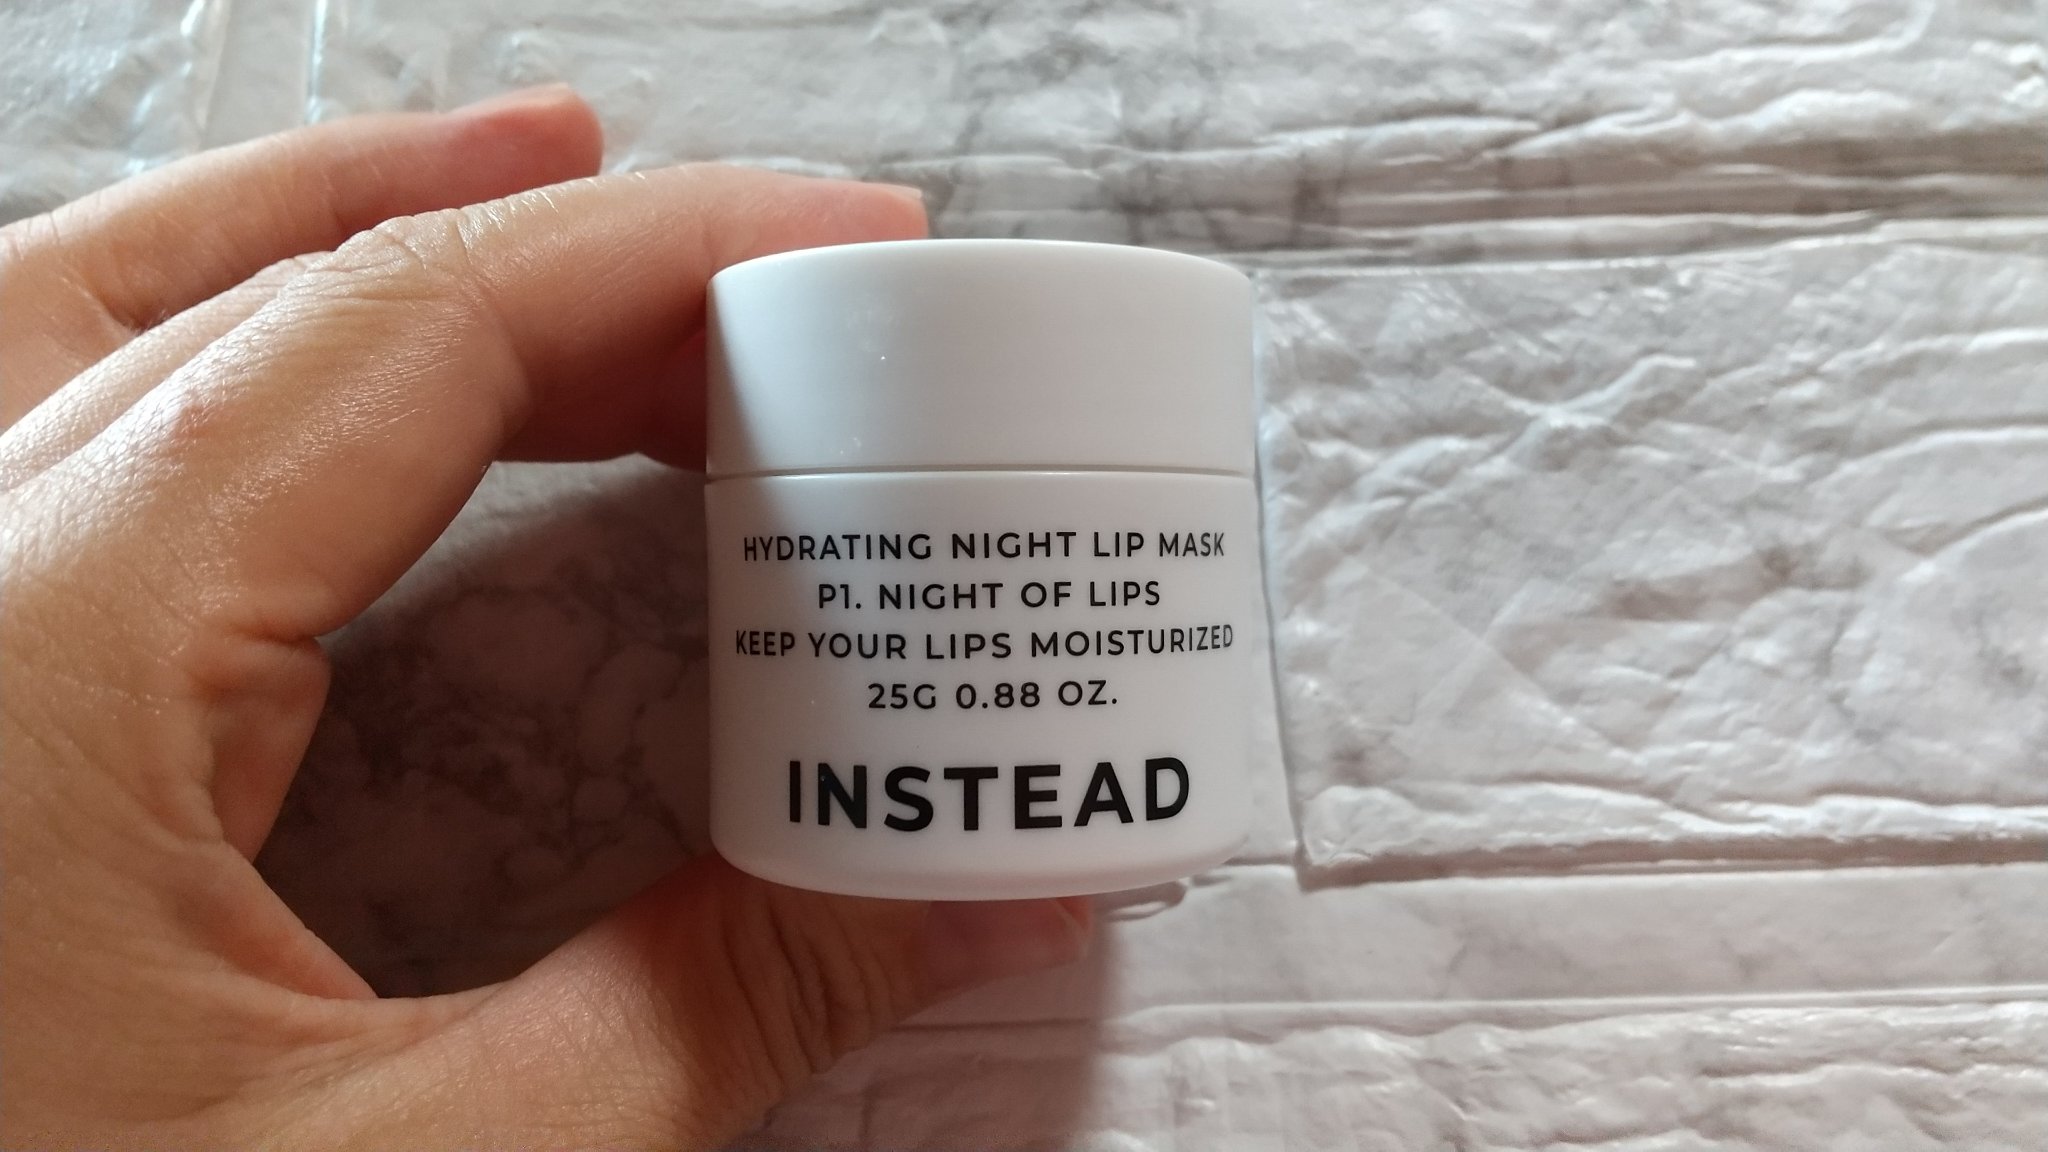 HYDRATING NIGHT LIP MASK
P1. NIGHT OF LIPS
KEEP YOUR LIPS MOISTURIZED
25G 0.88 OZ.
INSTEAD